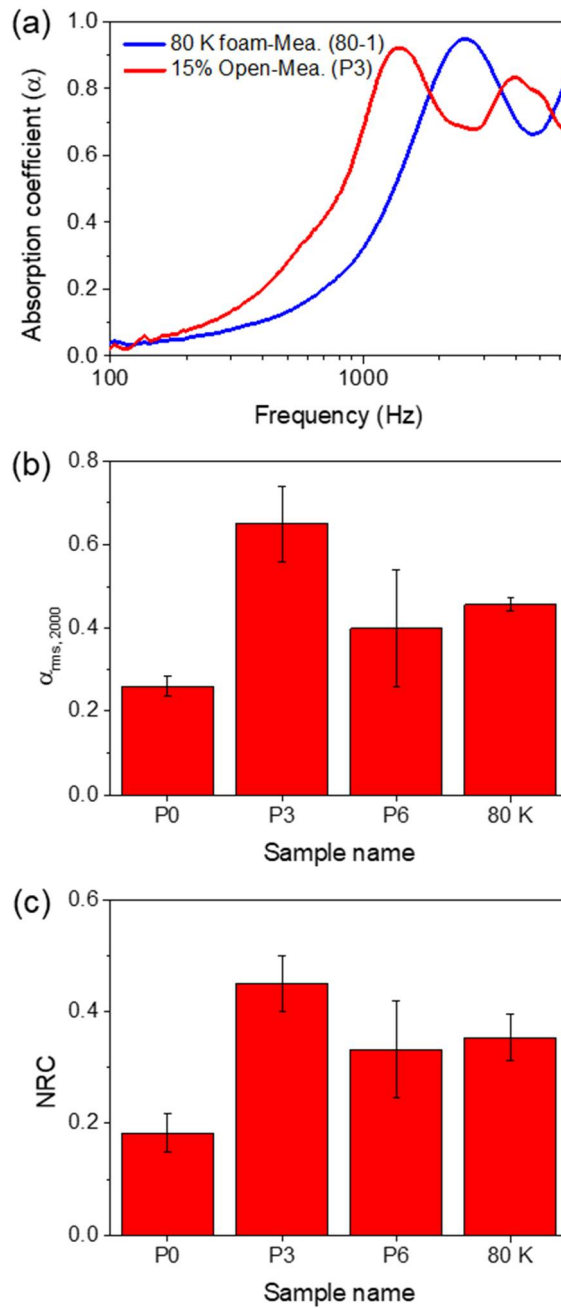 (a)
1.0
0.8
0.6
0.4
0.2
0.0
Absorption coefficient (α)
80 K foam-Mea. (80-1)
15% Open-Mea. (P3)
100
1000
Frequency (Hz)
(b)
0.8
0.6
0.4
0.2
0.0
α_rms, 2000
P0 P3 P6 80 K
Sample name
(c)
0.6
0.4
0.2
0.0
NRC
P0 P3 P6 80 K
Sample name